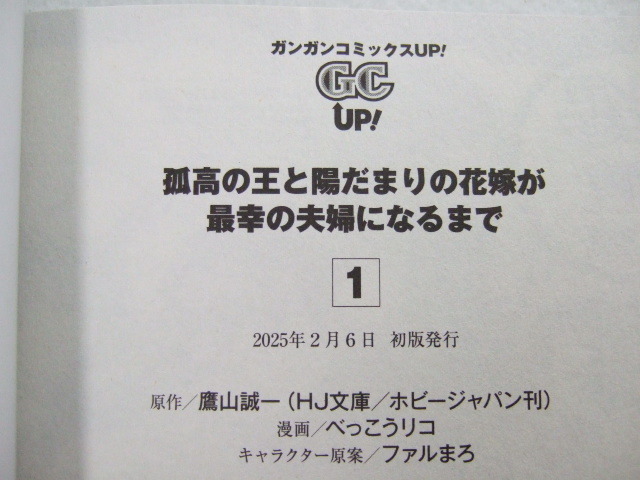 ガンガンコミックスUP!
GC
UP!
孤高の王と陽だまりの花嫁が
最幸の夫婦になるまで
1
2025年2月6日 初版発行
原作／鷹山誠一（HJ文庫／ホビージャパン刊）
漫画／べっこうリコ
キャラクター原案／ファルまろ